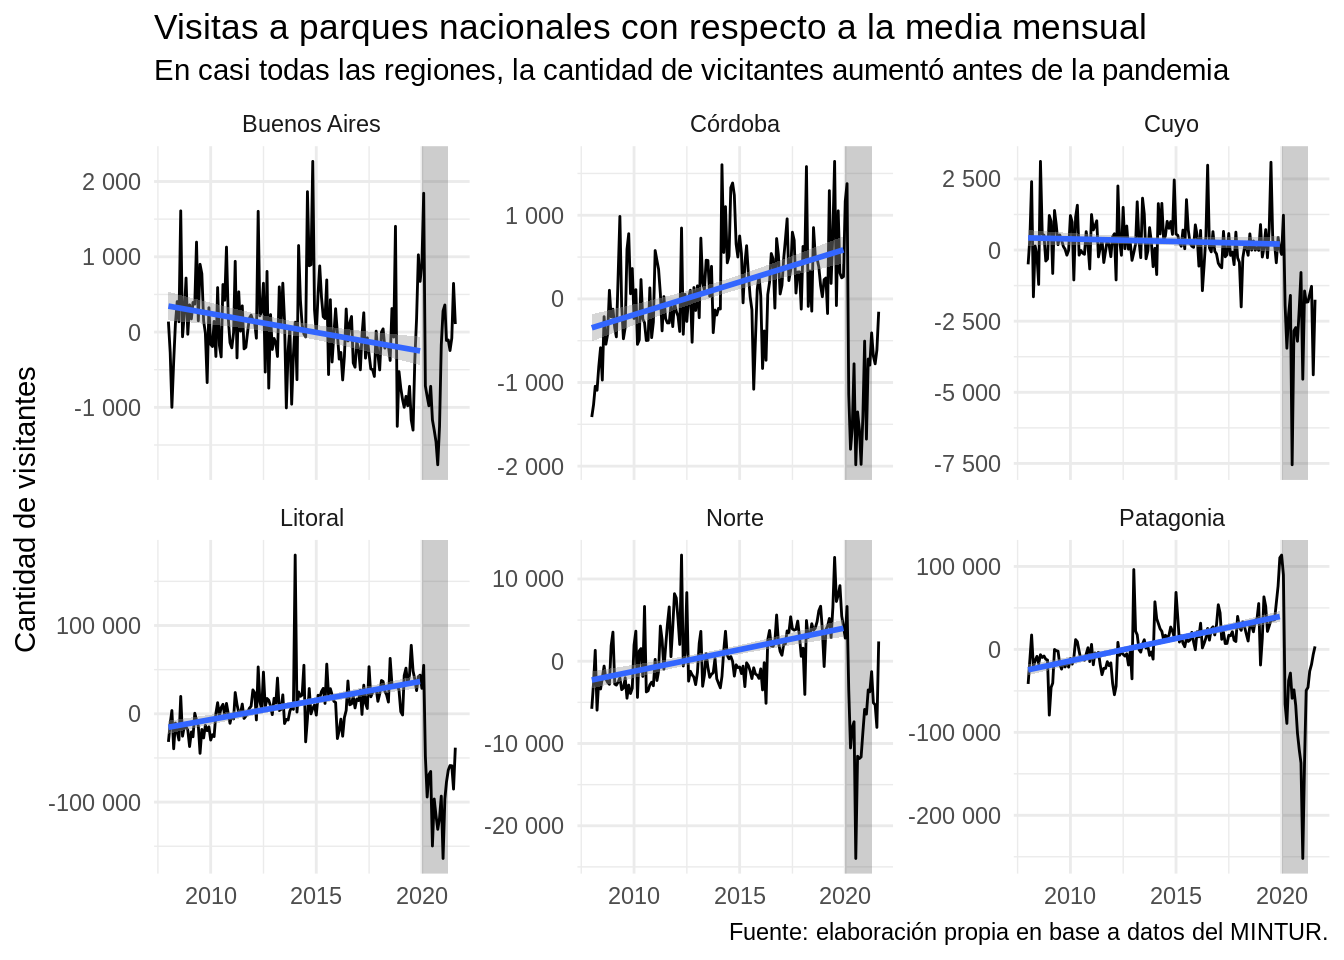 Visitas a parques nacionales con respecto a la media mensual
En casi todas las regiones, la cantidad de vicitantes aumentó antes de la pandemia
Cantidad de visitantes
Buenos Aires
2 000
1 000
0
-1 000
Córdoba
1 000
0
-1 000
-2 000
Cuyo
2 500
0
-2 500
-5 000
-7 500
Litoral
100 000
0
-100 000
2010 2015 2020
Norte
10 000
0
-10 000
-20 000
2010 2015 2020
Patagonia
100 000
0
-100 000
-200 000
2010 2015 2020
Fuente: elaboración propia en base a datos del MINTUR.